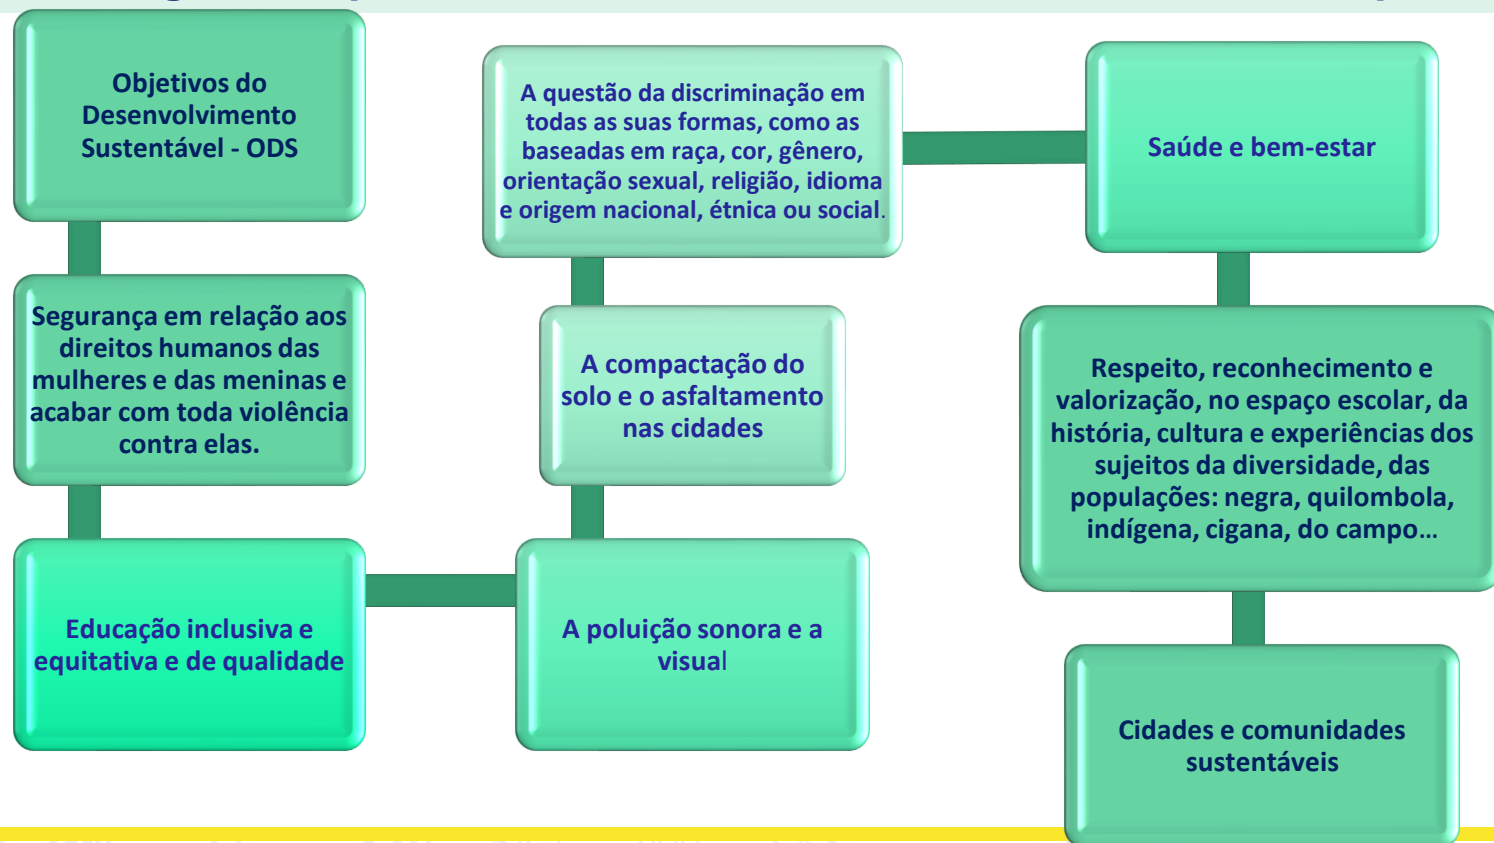 Objetivos do
Desenvolvimento
Sustentável - ODS
Segurança em relação aos
direitos humanos das
mulheres e das meninas e
acabar com toda violência
contra elas.
Educação inclusiva e
equitativa e de qualidade
A poluição sonora e a
visual
A compactação do
solo e o asfaltamento
nas cidades
A questão da discriminação em
todas as suas formas, como as
baseadas em raça, cor, gênero,
orientação sexual, religião, idioma
e origem nacional, étnica ou social.
Saúde e bem-estar
Respeito, reconhecimento e
valorização, no espaço escolar, da
história, cultura e experiências dos
sujeitos da diversidade, das
populações: negra, quilombola,
indígena, cigana, do campo...
Cidades e comunidades
sustentáveis